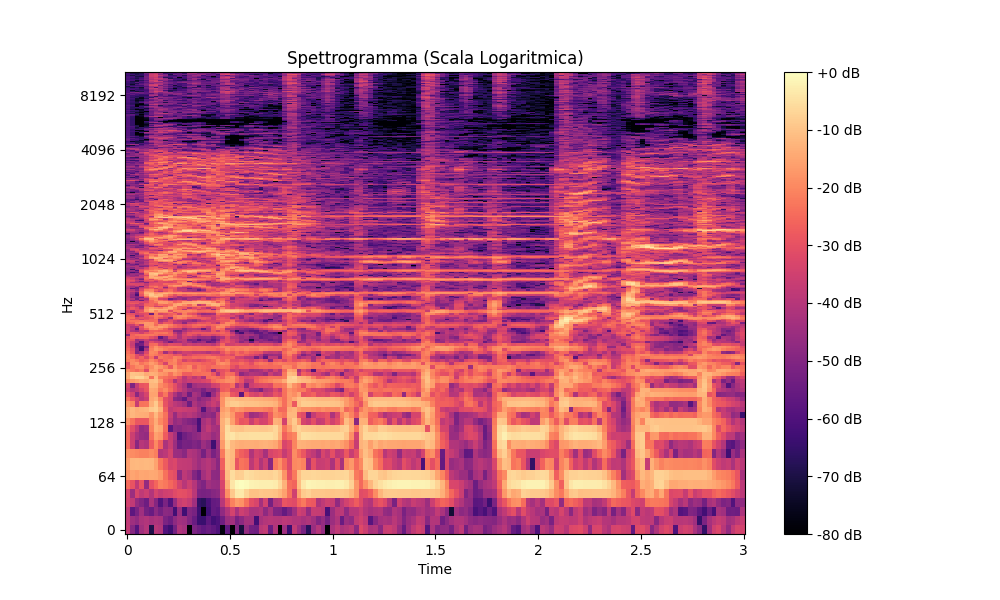 Spettrogramma (Scala Logaritmica)
Hz
8192
4096
2048
1024
512
256
128
64
0
0 0.5 1 1.5 2 2.5 3
Time
+0 dB
-10 dB
-20 dB
-30 dB
-40 dB
-50 dB
-60 dB
-70 dB
-80 dB